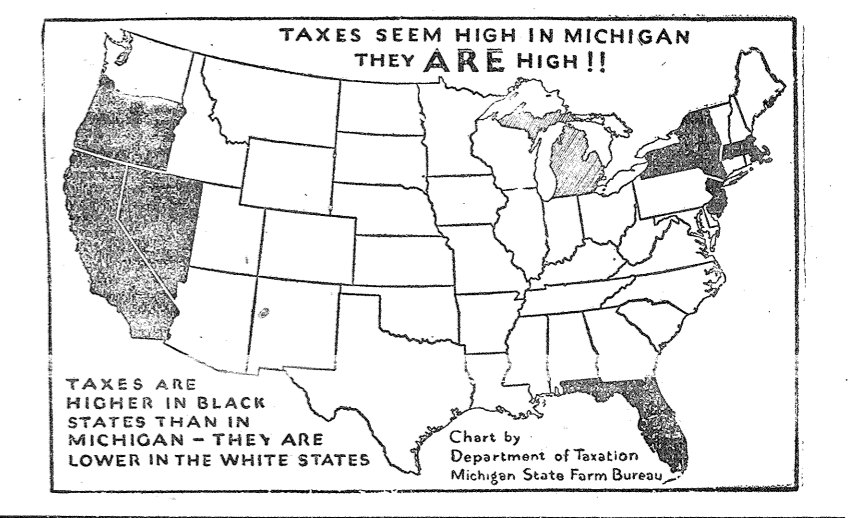 TAXES SEEM HIGH IN MICHIGAN
THEY ARE HIGH !!
TAXES ARE
HIGHER IN BLACK
STATES THAN IN
MICHIGAN – THEY ARE
LOWER IN THE WHITE STATES
Chart by
Department of Taxation
Michigan State Farm Bureau